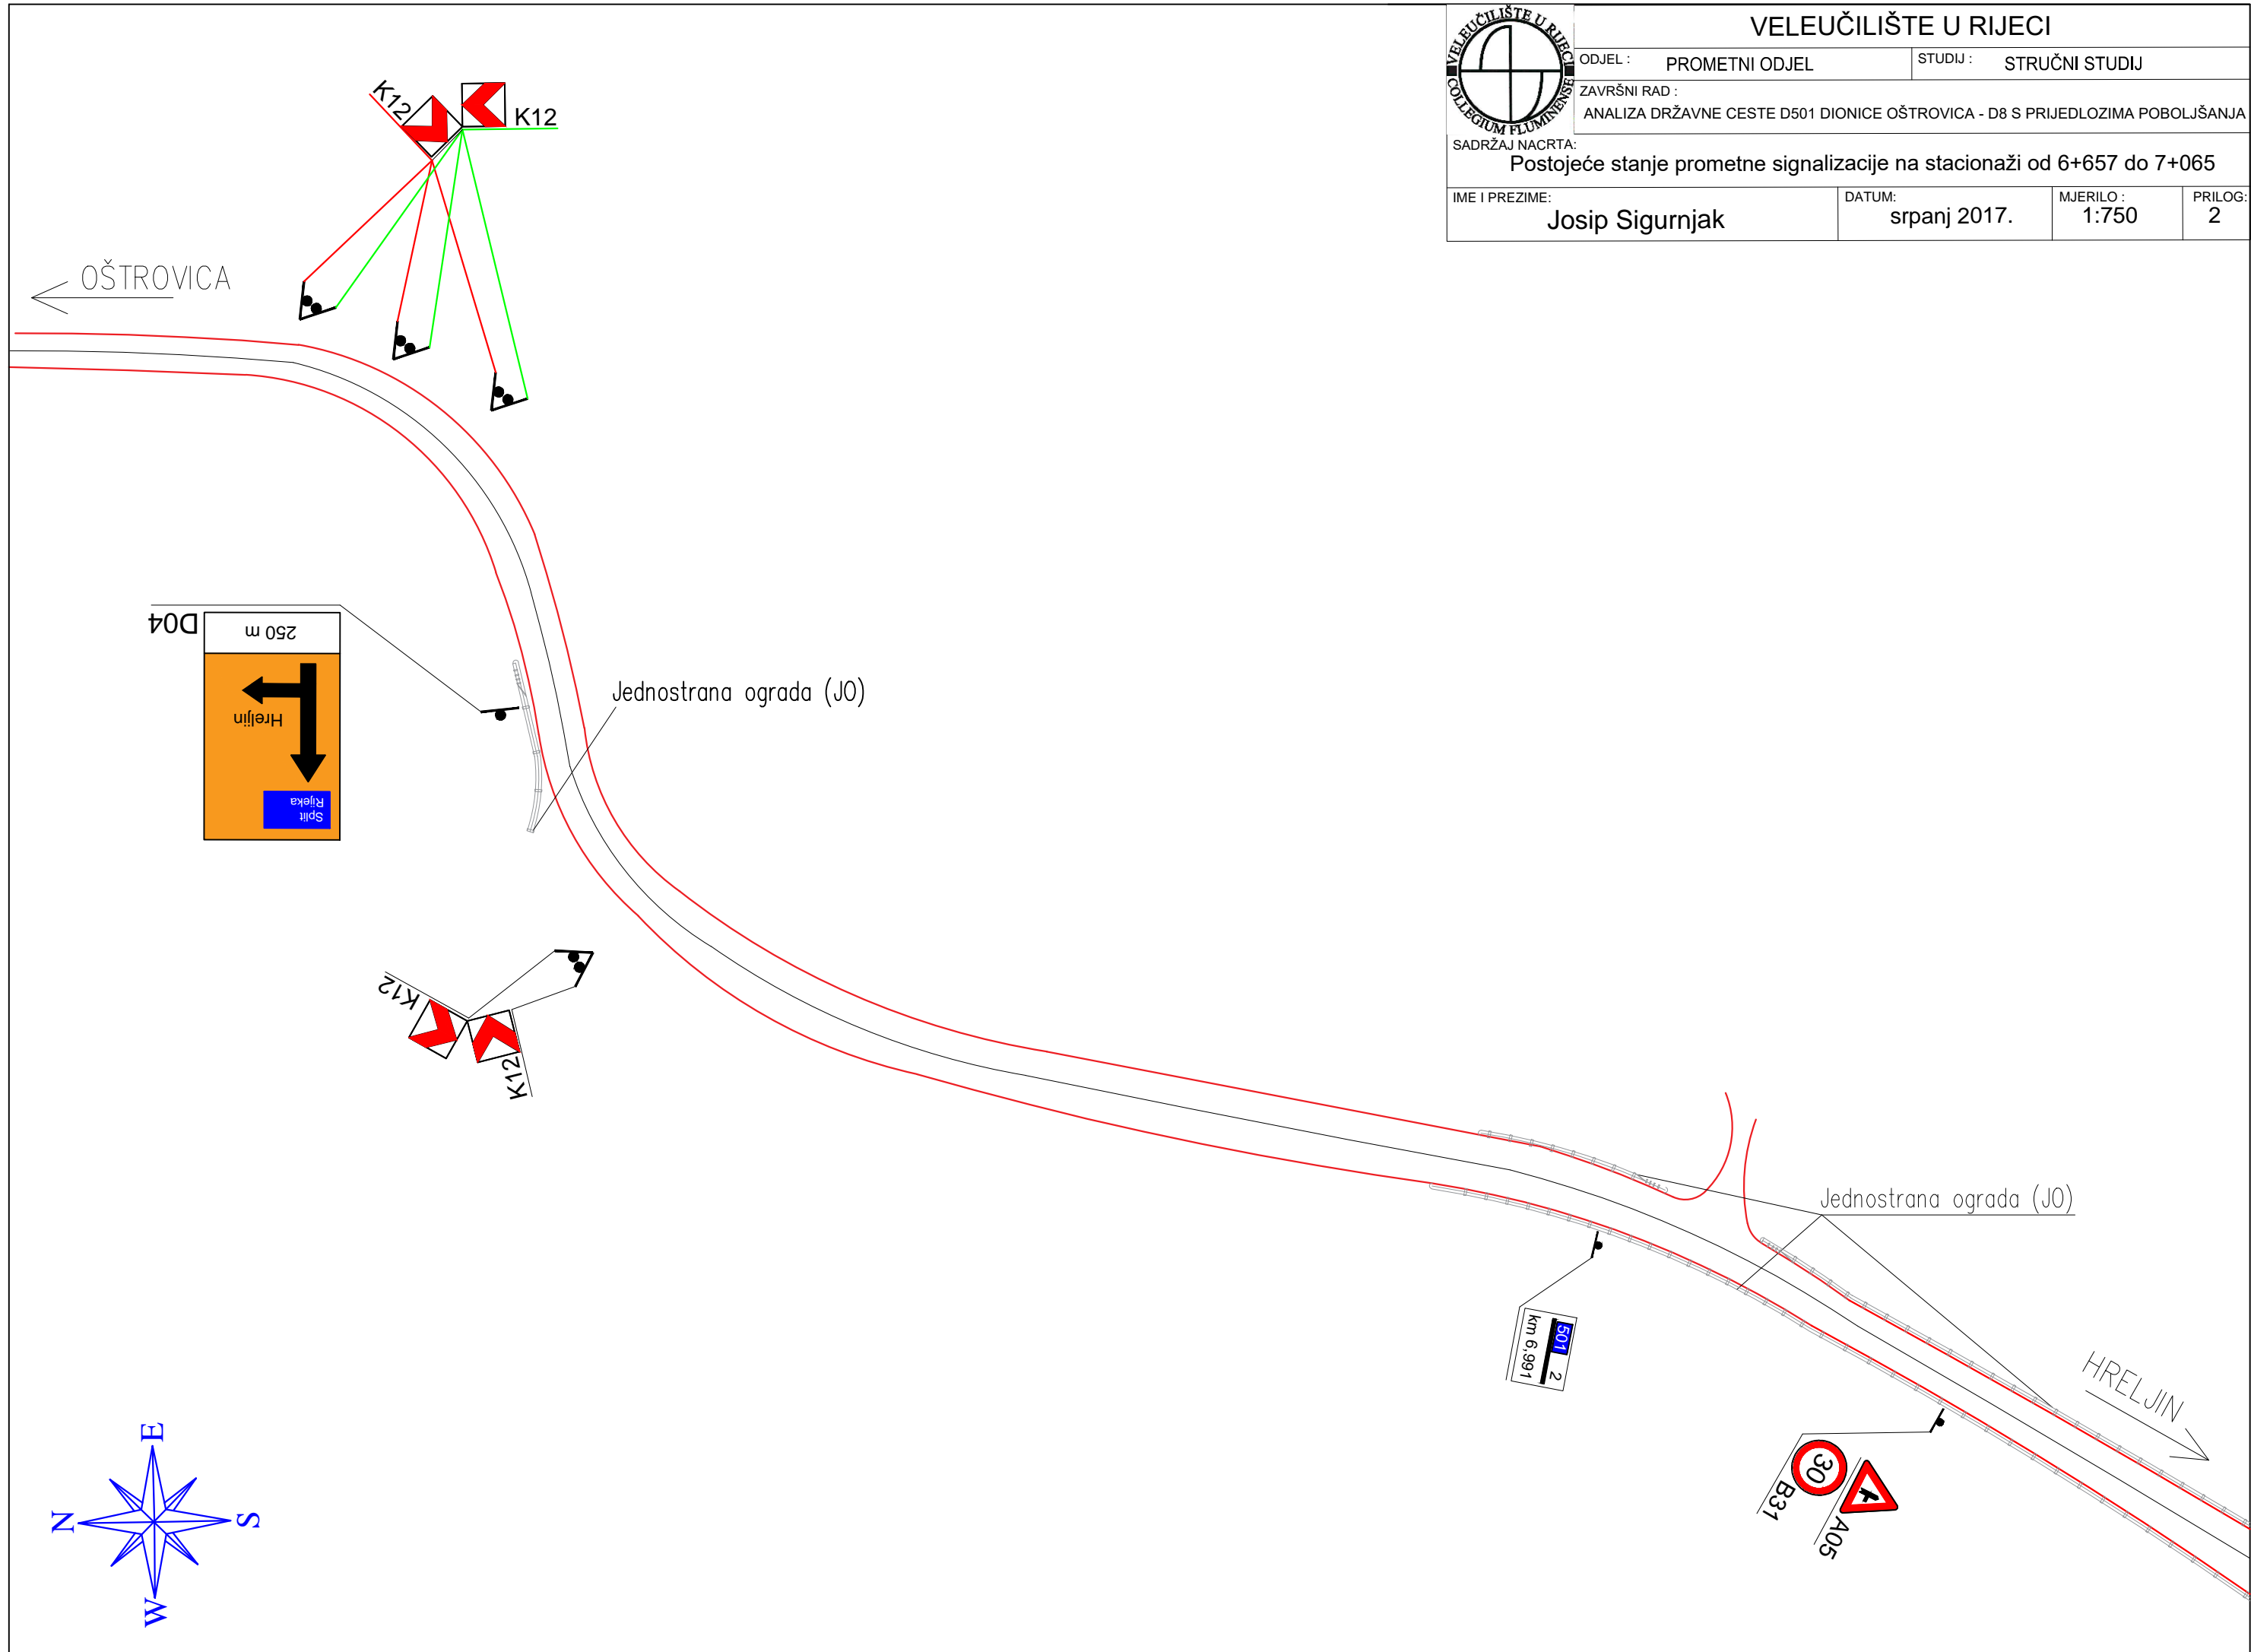 VELEUČILIŠTE U RIJECI
COLLEGIUM FLUMINENSE
VELEUČILIŠTE U RIJECI
ODJEL : PROMETNI ODJEL
STUDIJ : STRUČNI STUDIJ
ZAVRŠNI RAD :
ANALIZA DRŽAVNE CESTE D501 DIONICE OŠTROVICA - D8 S PRIJEDLOZIMA POBOLJŠANJA
SADRŽAJ NACRTA:
Postojeće stanje prometne signalizacije na stacionaži od 6+657 do 7+065
IME I PREZIME:
Josip Sigurnjak
DATUM:
srpanj 2017.
MJERILO :
1:750
PRILOG:
2
K12
K12
OŠTROVICA
D04
250 m
Hreljin
Split
Rijeka
Jednostrana ograda (JO)
K12
K12
Jednostrana ograda (JO)
501 2
km 6,991
HRELJIN
30
B31
A05
E
N
S
W